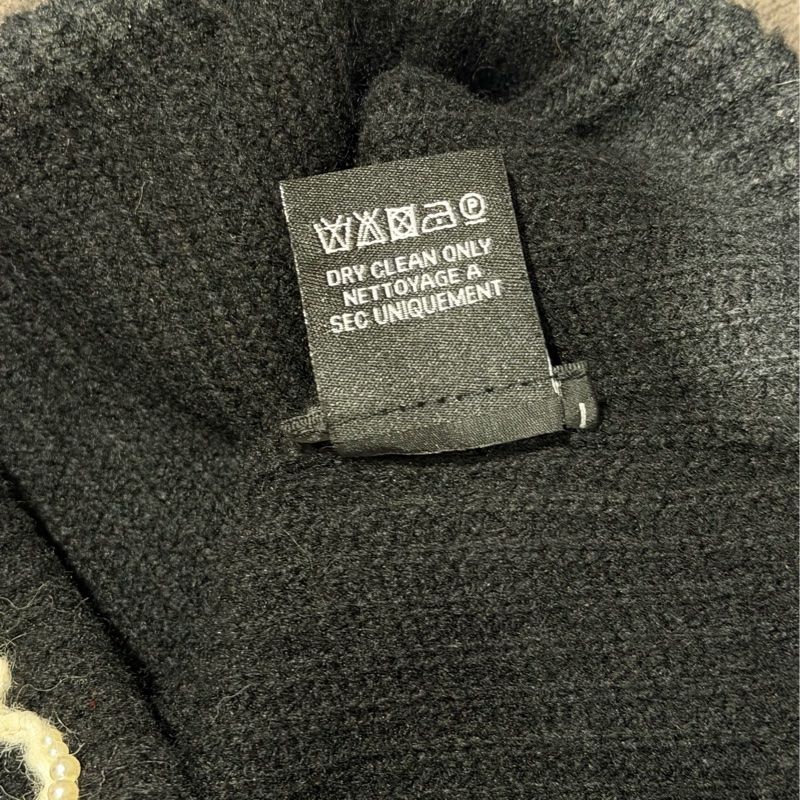 P
DRY CLEAN ONLY
NETTOYAGE A
SEC UNIQUEMENT